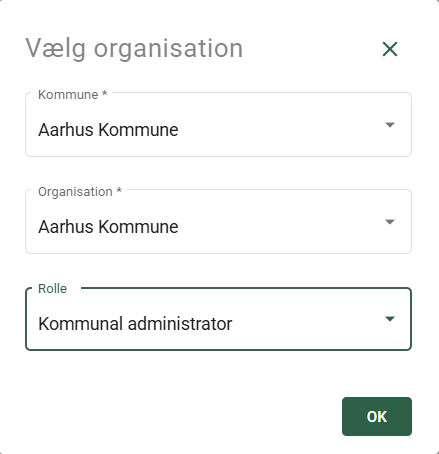 Vælg organisation
Kommune *
Aarhus Kommune
Organisation *
Aarhus Kommune
Rolle
Kommunal administrator
OK